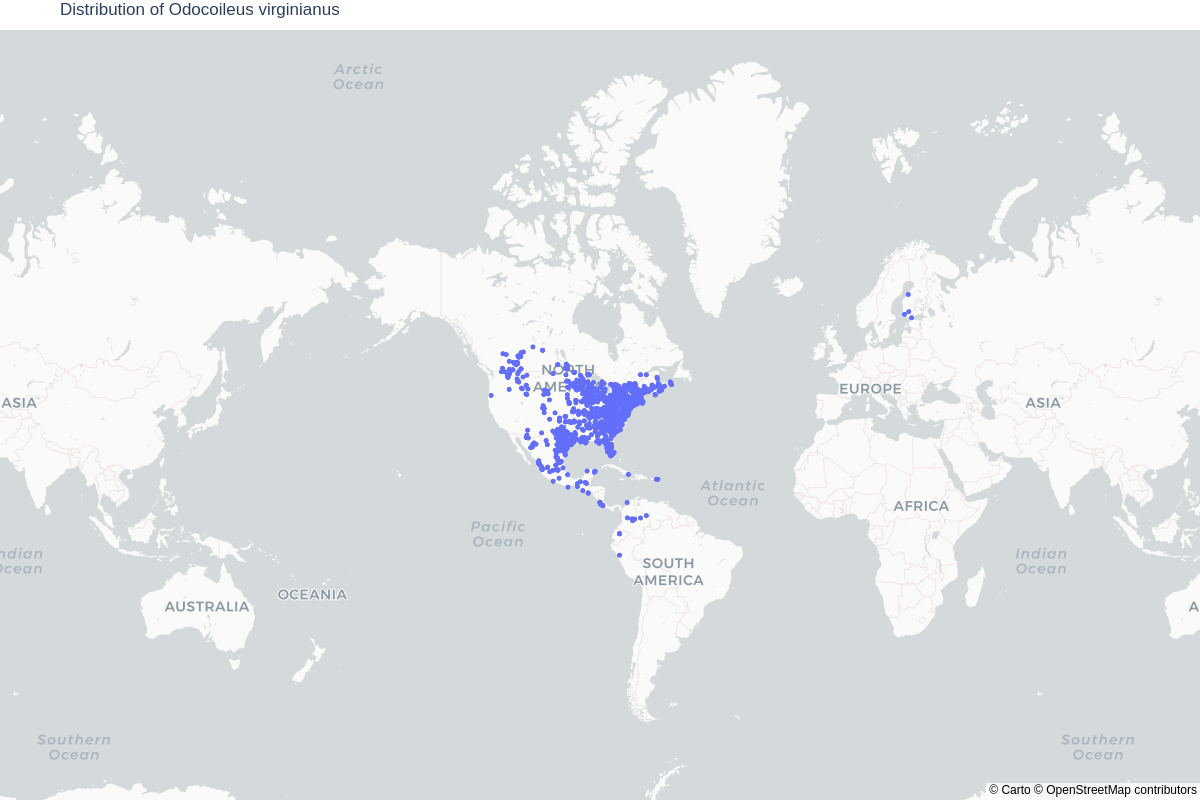 Distribution of Odocoileus virginianus
Arctic
Ocean
NORTH
AME
ASIA
EUROPE
ASIA
Atlantic
Ocean
AFRICA
Pacific
Ocean
ndian
Ocean
SOUTH
AMERICA
Indian
Ocean
OCEANIA
AUSTRALIA
A
Southern
Ocean
Southern
Ocean
© Carto © OpenStreetMap contributors